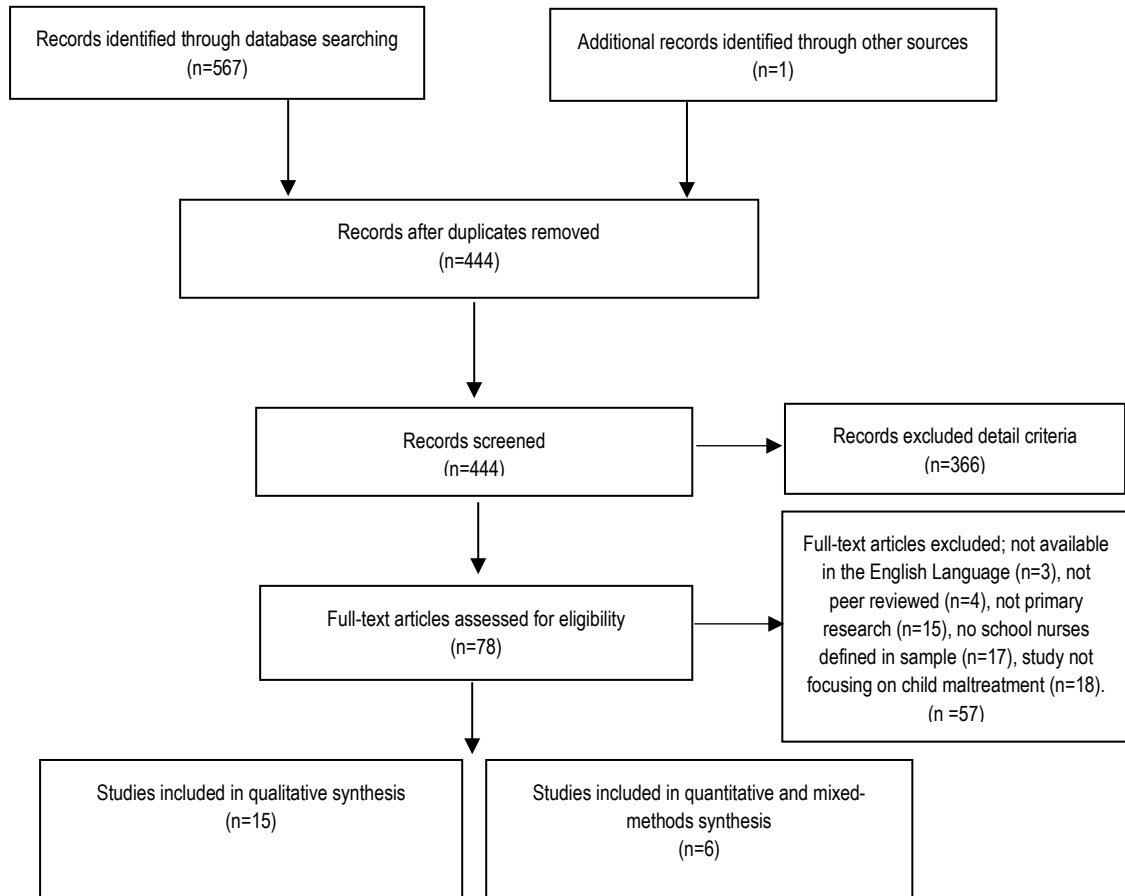 Records identified through database searching
(n=567)
Additional records identified through other sources
(n=1)
Records after duplicates removed
(n=444)
Records screened
(n=444)
Records excluded detail criteria
(n=366)
Full-text articles assessed for eligibility
(n=78)
Full-text articles excluded; not available
in the English Language (n=3), not
peer reviewed (n=4), not primary
research (n=15), no school nurses
defined in sample (n=17), study not
focusing on child maltreatment (n=18).
(n =57)
Studies included in qualitative synthesis
(n=15)
Studies included in quantitative and mixed-
methods synthesis
(n=6)